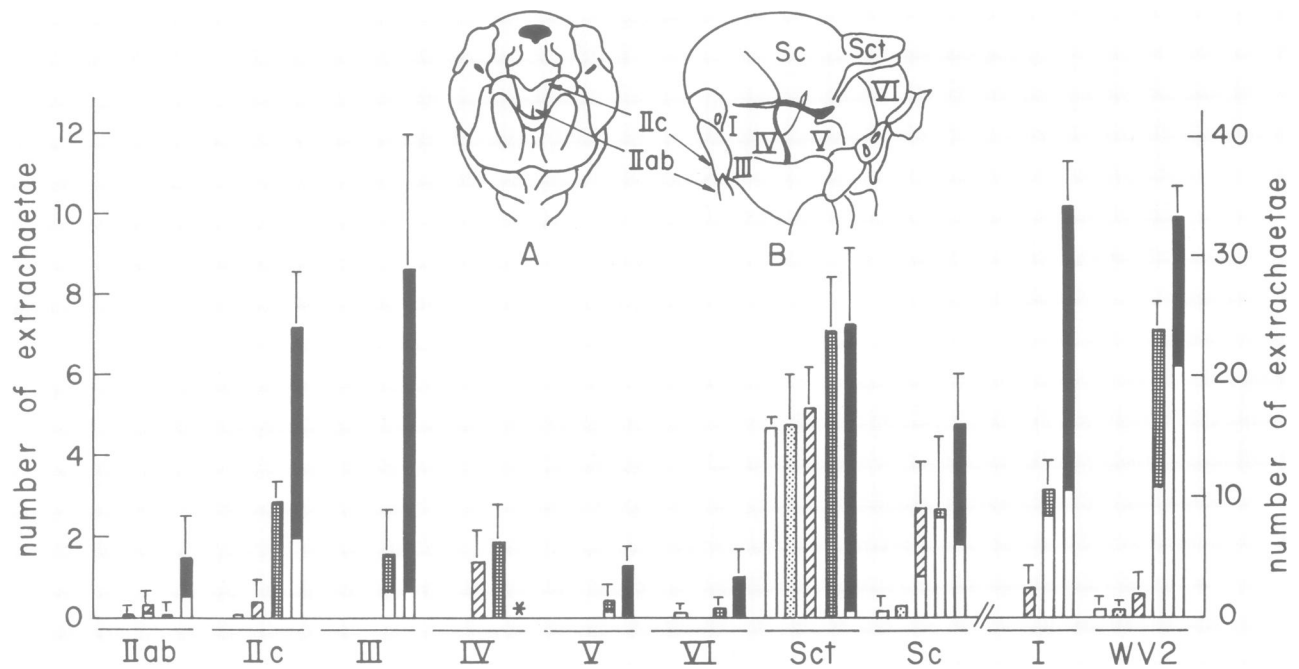 Sc Sct
VI
I
IIc IV V
IIab III
A B
number of extrachaetae
12
10
8
6
4
2
0
*
40
30
20
10
0
number of extrachaetae
IIab IIc III IV V VI Sct Sc // I WV2